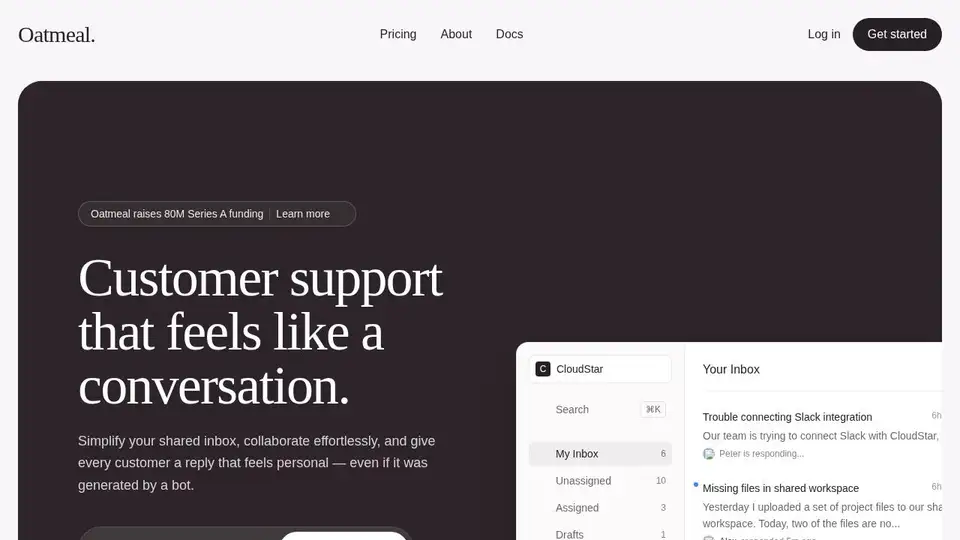 Oatmeal.
Pricing About Docs
Log in Get started
Oatmeal raises 80M Series A funding Learn more
Customer support
that feels like a
conversation.
Simplify your shared inbox, collaborate effortlessly, and give
every customer a reply that feels personal — even if it was
generated by a bot.
C CloudStar
Search ⌘K
My Inbox 6
Unassigned 10
Assigned 3
Drafts 1
Your Inbox
Trouble connecting Slack integration 6h
Our team is trying to connect Slack with CloudStar,
Peter is responding...
Missing files in shared workspace 6h
Yesterday I uploaded a set of project files to our sha
workspace. Today, two of the files are no...